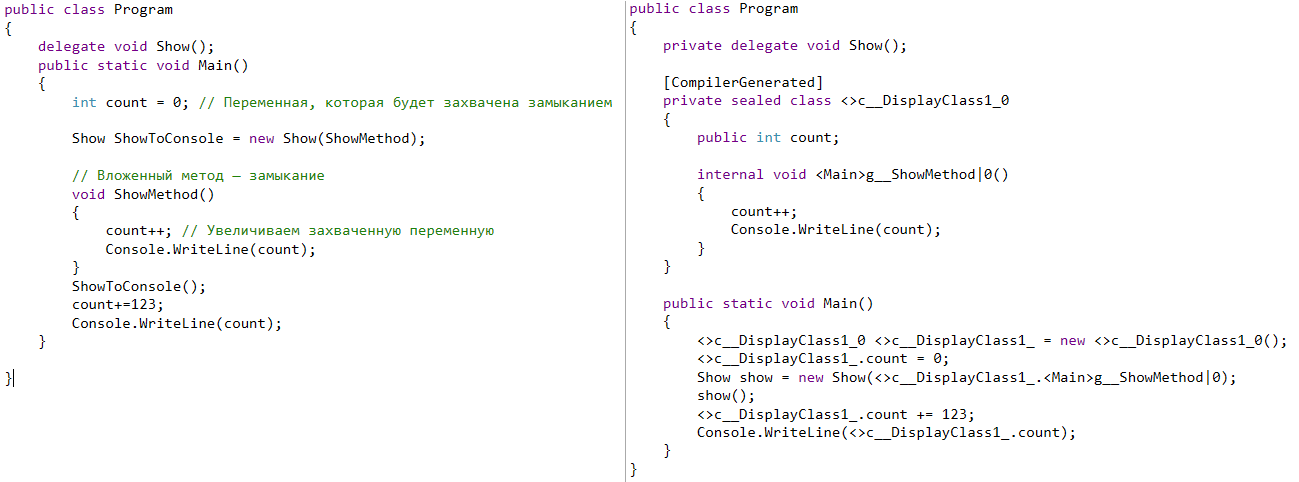 public class Program
{
    delegate void Show();
    public static void Main()
    {
        int count = 0; // Переменная, которая будет захвачена замыканием

        Show ShowToConsole = new Show(ShowMethod);

        // Вложенный метод — замыкание
        void ShowMethod()
        {
            count++; // Увеличиваем захваченную переменную
            Console.WriteLine(count);
        }
        ShowToConsole();
        count+=123;
        Console.WriteLine(count);
    }

}
public class Program
{
    private delegate void Show();

    [CompilerGenerated]
    private sealed class <>c__DisplayClass1_0
    {
        public int count;

        internal void <Main>g__ShowMethod|0()
        {
            count++;
            Console.WriteLine(count);
        }
    }

    public static void Main()
    {
        <>c__DisplayClass1_0 <>c__DisplayClass1_ = new <>c__DisplayClass1_0();
        <>c__DisplayClass1_.count = 0;
        Show show = new Show(<>c__DisplayClass1_.<Main>g__ShowMethod|0);
        show();
        <>c__DisplayClass1_.count += 123;
        Console.WriteLine(<>c__DisplayClass1_.count);
    }
}